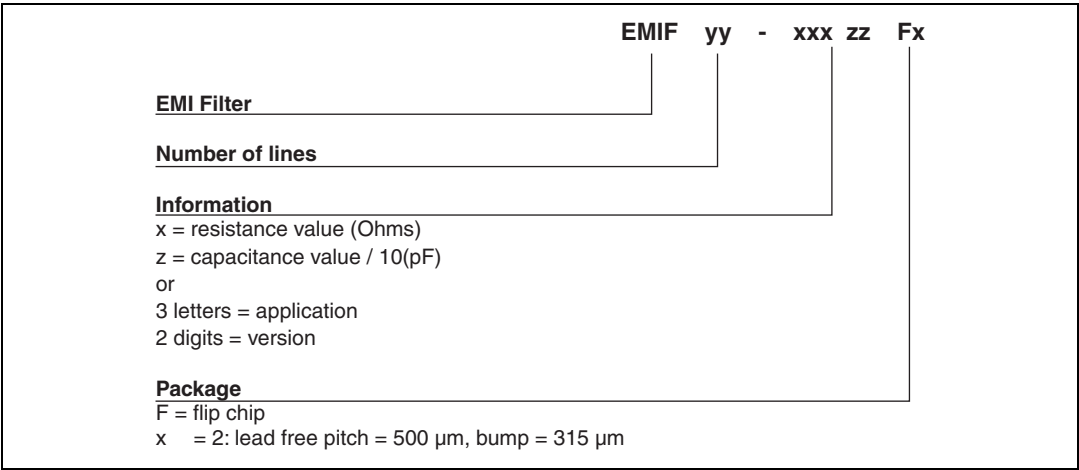 EMIF yy - xxx zz Fx
EMI Filter
Number of lines
Information
x = resistance value (Ohms)
z = capacitance value / 10(pF)
or
3 letters = application
2 digits = version
Package
F = flip chip
x = 2: lead free pitch = 500 µm, bump = 315 µm